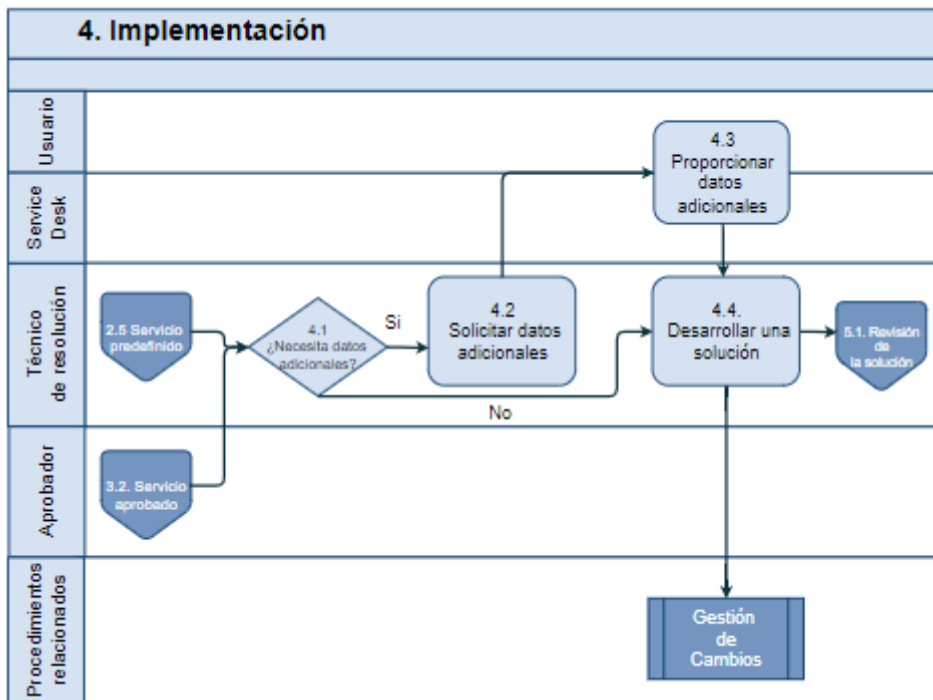 4. Implementación
Usuario
4.3
Proporcionar
datos
adicionales
Service
Desk
Técnico
de resolución
2.5 Servicio
predefinido
4.1
¿Necesita datos
adicionales?
Si
4.2
Solicitar datos
adicionales
No
4.4.
Desarrollar una
solución
5.1. Revisión
de
la solución
Aprobador
3.2. Servicio
aprobado
Procedimientos
relacionados
Gestión
de
Cambios